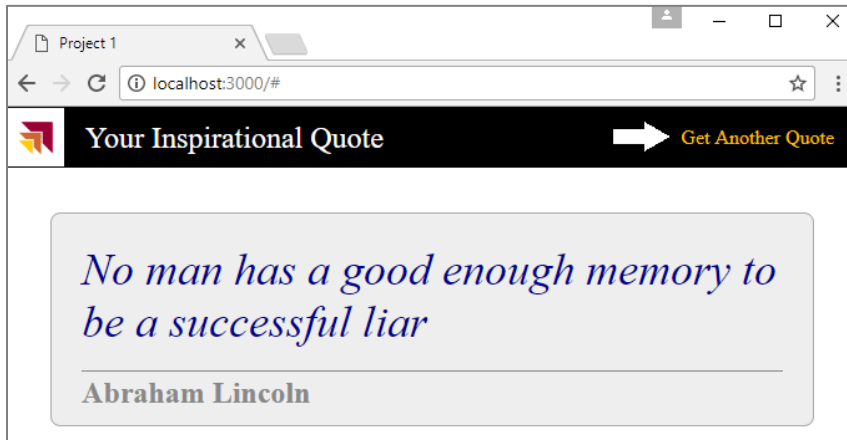 Project 1
localhost:3000/#
Your Inspirational Quote
Get Another Quote
No man has a good enough memory to
be a successful liar
Abraham Lincoln